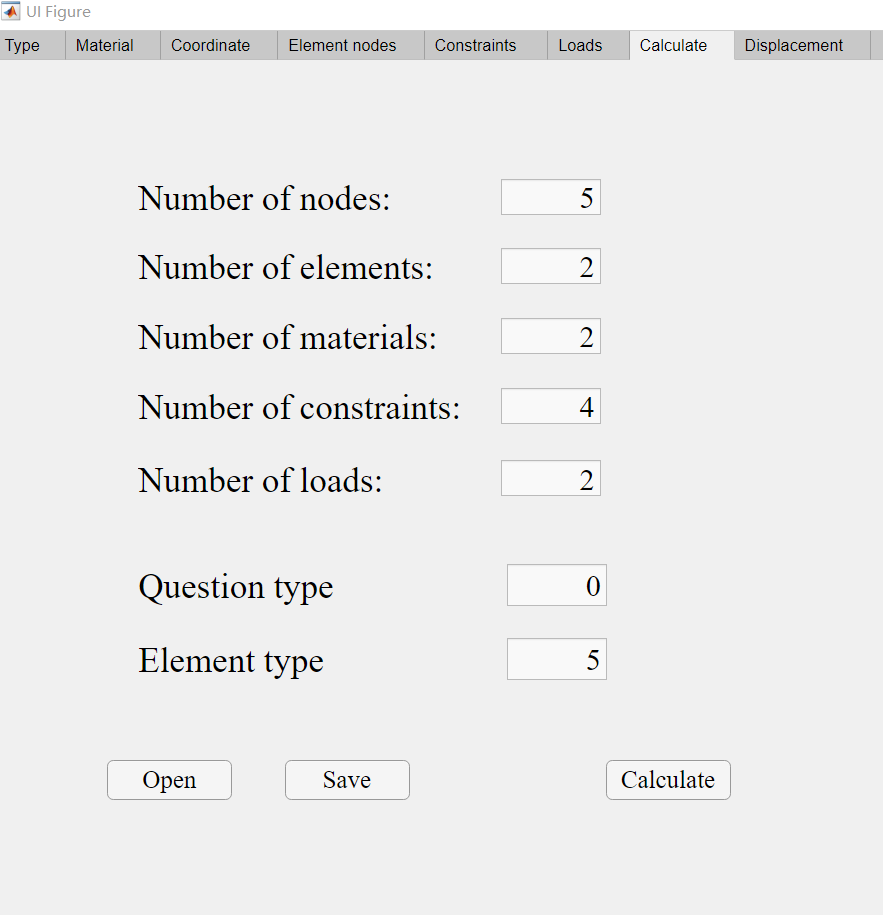 UI Figure
Type Material Coordinate Element nodes Constraints Loads Calculate Displacement
Number of nodes: 5
Number of elements: 2
Number of materials: 2
Number of constraints: 4
Number of loads: 2
Question type 0
Element type 5
Open Save Calculate